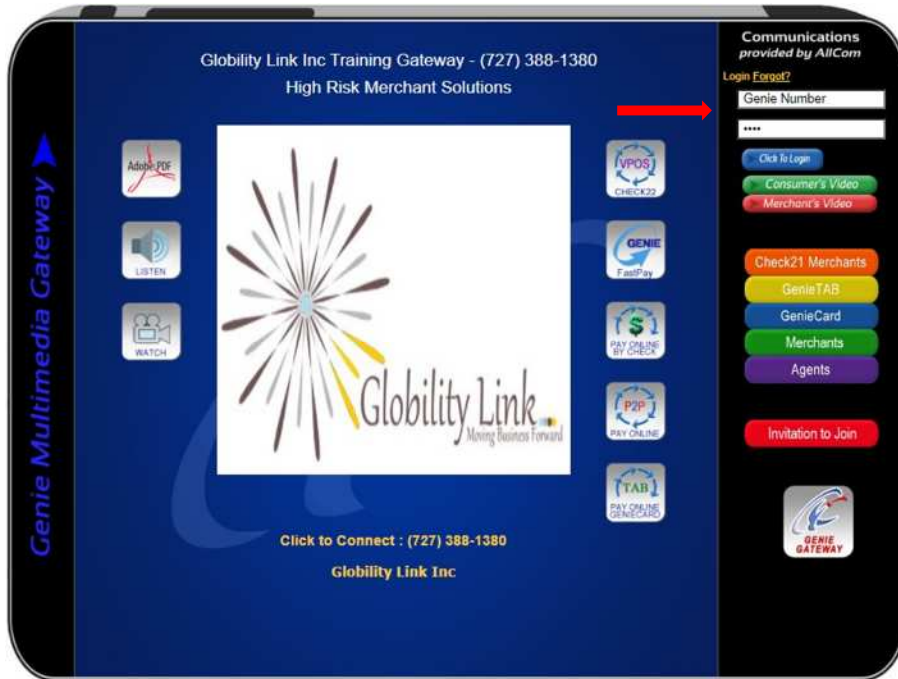 Genie Multimedia Gateway
Globility Link Inc Training Gateway - (727) 388-1380
High Risk Merchant Solutions
Adobe PDF
LISTEN
WATCH
Globility Link
Moving Business Forward
VPOS
CHECK22
GENIE
FastPay
$
PAY ONLINE
BY CHECK
P2P
PAY ONLINE
TAB
PAY ONLINE
GENIECARD
Click to Connect : (727) 388-1380
Globility Link Inc
Communications
provided by AllCom
Login Forgot?
Genie Number
••••
Click To Login
Consumer's Video
Merchant's Video
Check21 Merchants
GenieTAB
GenieCard
Merchants
Agents
Invitation to Join
GENIE
GATEWAY